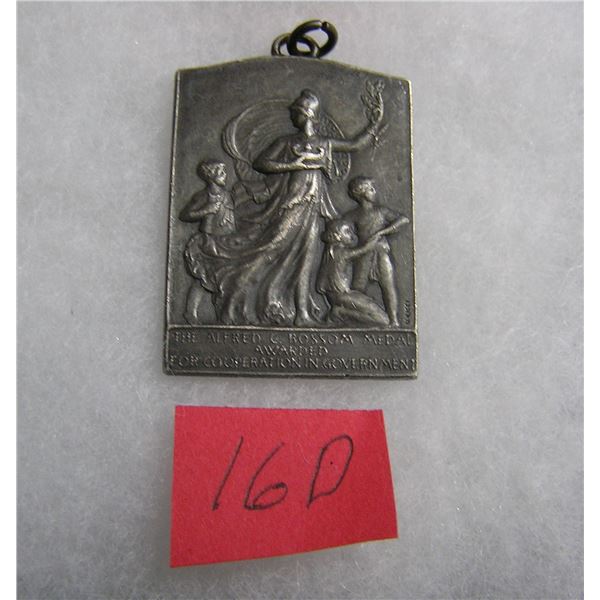 THE ALFRED C. BOSSOM MEDAL
AWARDED
FOR COOPERATION IN GOVERNMENT
16D